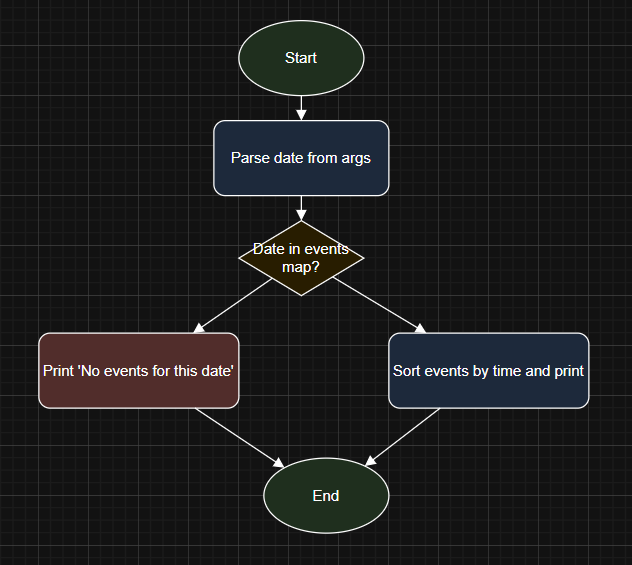 Start
Parse date from args
Date in events
map?
Print 'No events for this date'
Sort events by time and print
End